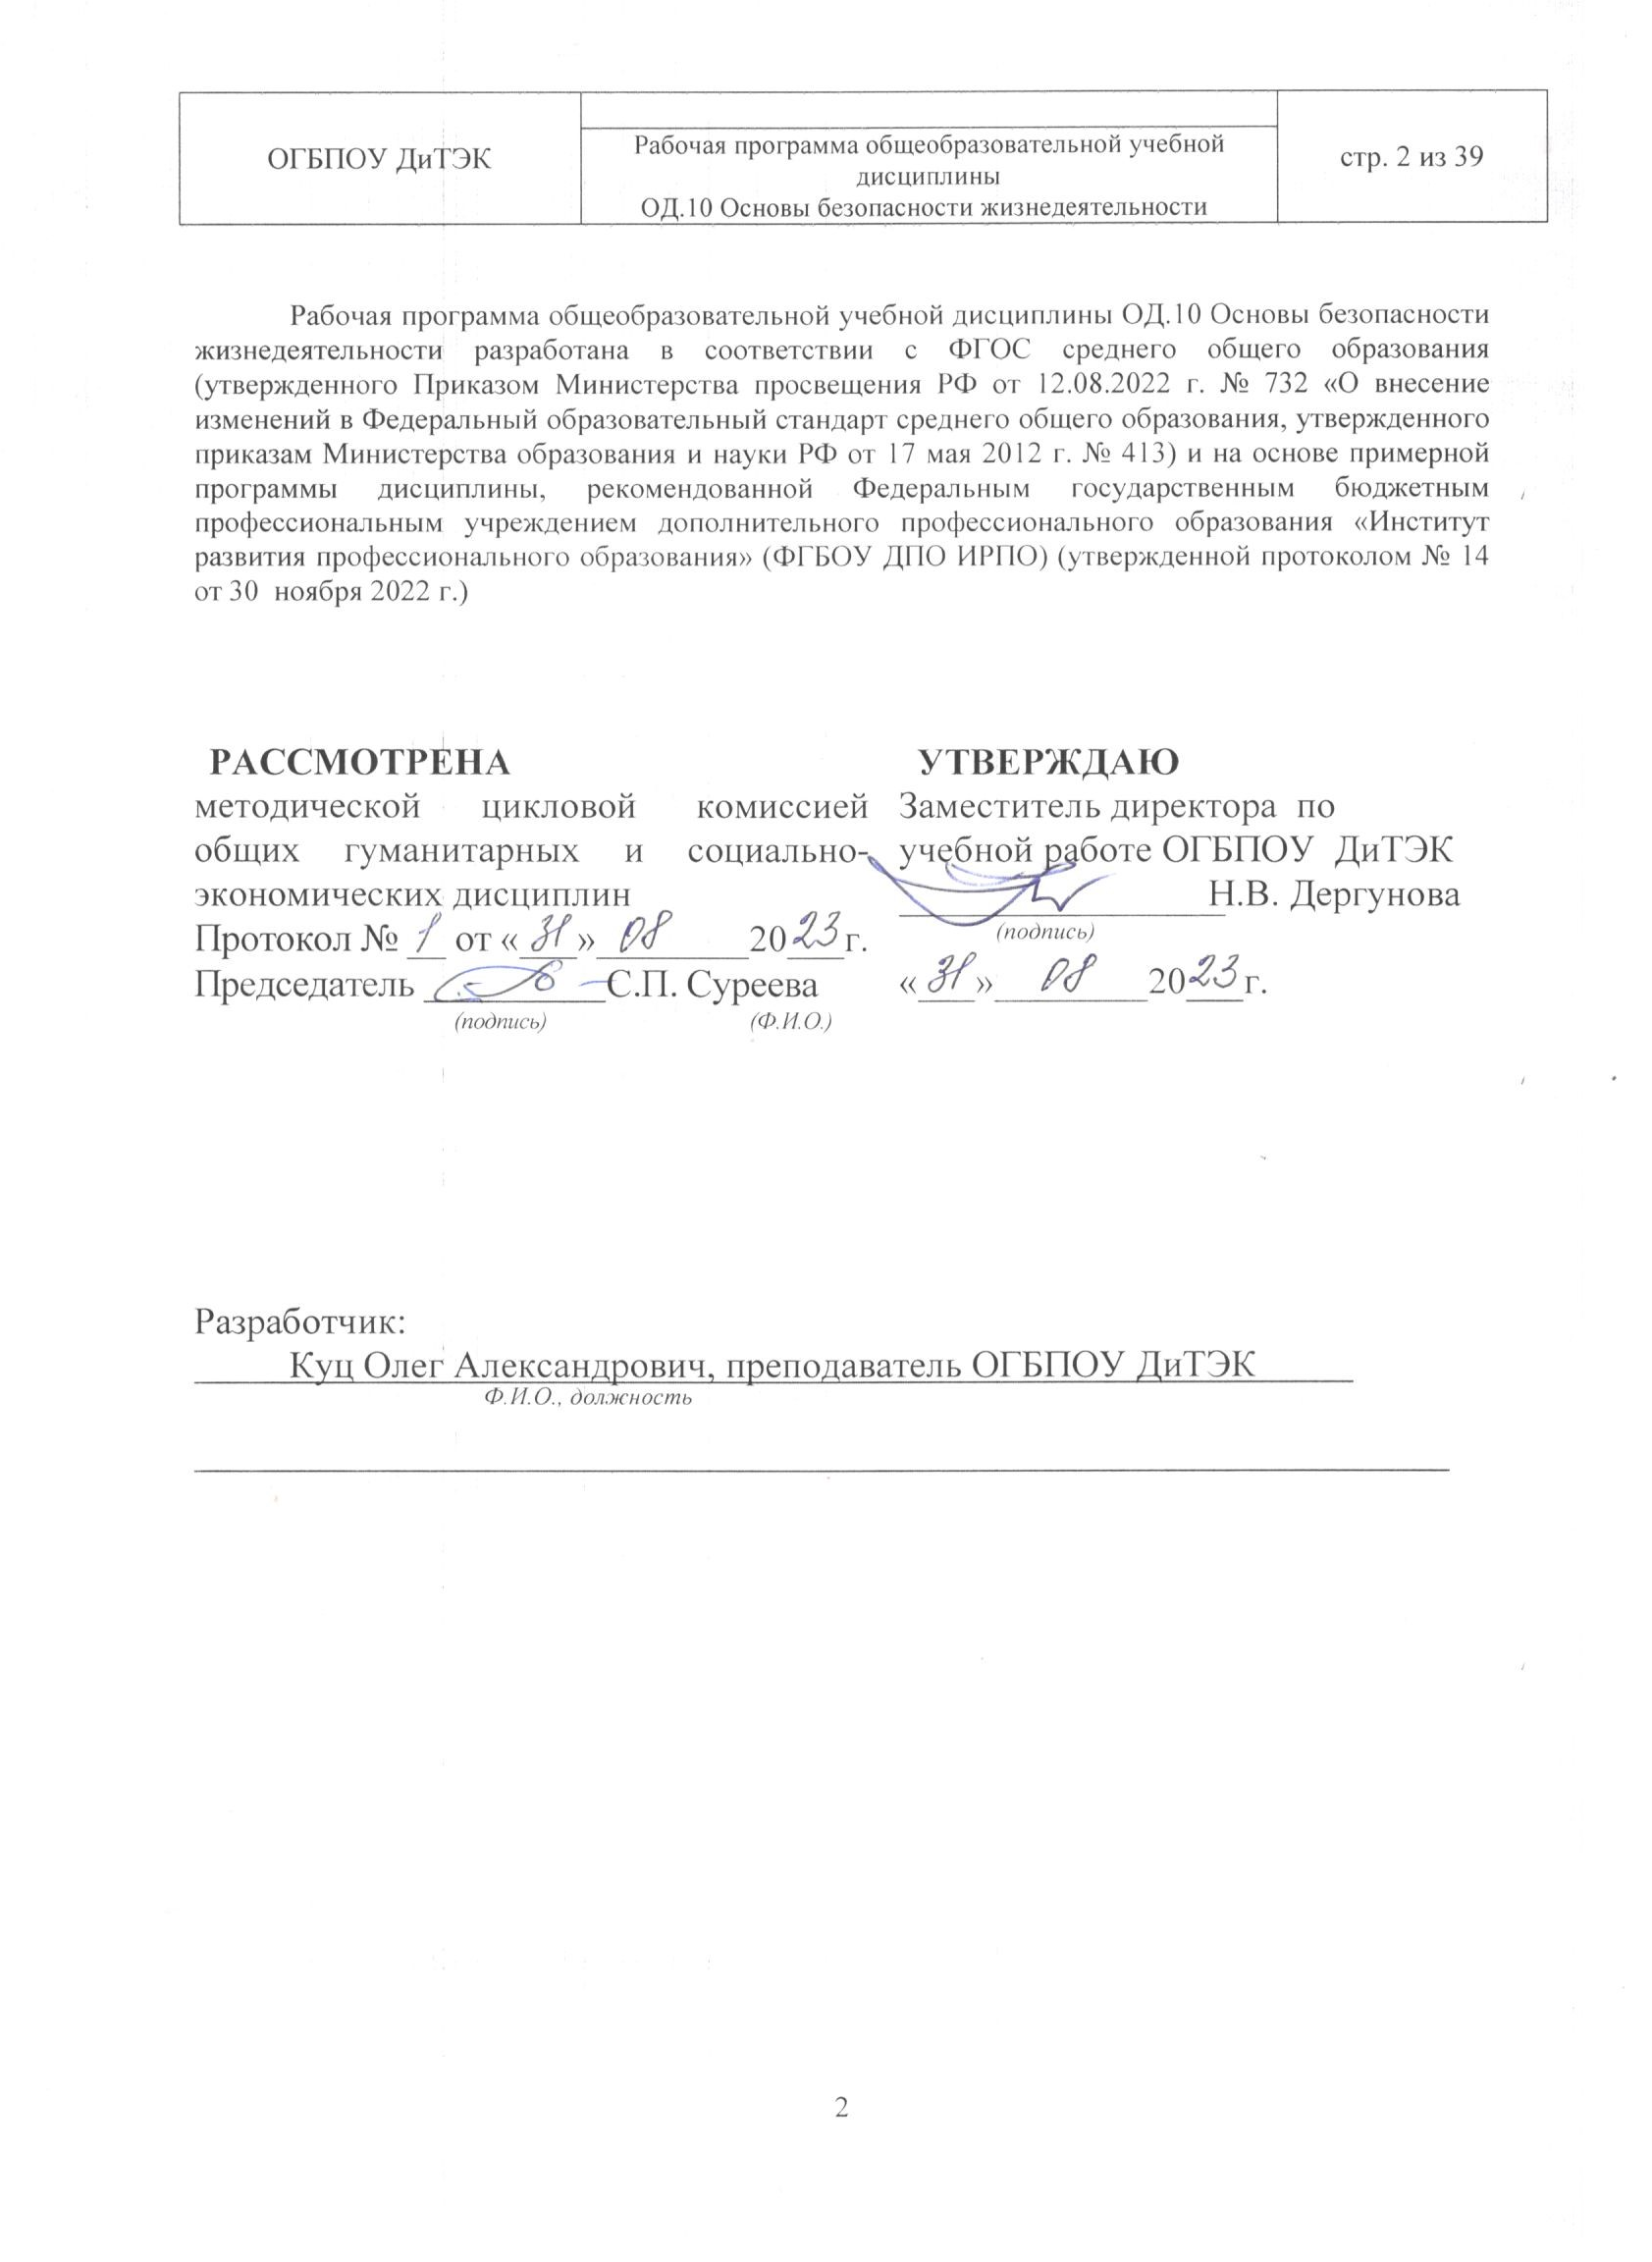 ОГБПОУ ДиТЭК
Рабочая программа общеобразовательной учебной
дисциплины
ОД.10 Основы безопасности жизнедеятельности
стр. 2 из 39
Рабочая программа общеобразовательной учебной дисциплины ОД.10 Основы безопасности
жизнедеятельности разработана в соответствии с ФГОС среднего общего образования
(утвержденного Приказом Министерства просвещения РФ от 12.08.2022 г. № 732 «О внесение
изменений в Федеральный образовательный стандарт среднего общего образования, утвержденного
приказам Министерства образования и науки РФ от 17 мая 2012 г. № 413) и на основе примерной
программы дисциплины, рекомендованной Федеральным государственным бюджетным
профессиональным учреждением дополнительного профессионального образования «Институт
развития профессионального образования» (ФГБОУ ДПО ИРПО) (утвержденной протоколом № 14
от 30 ноября 2022 г.)
РАССМОТРЕНА
методической цикловой комиссией
общих гуманитарных и социально-
экономических дисциплин
Протокол № 1 от «31» 08 2023 г.
Председатель С.П. Суреева
(подпись) (Ф.И.О.)
УТВЕРЖДАЮ
Заместитель директора по
учебной работе ОГБПОУ ДиТЭК
Н.В. Дергунова
(подпись)
«31» 08 2023 г.
Разработчик:
Куц Олег Александрович, преподаватель ОГБПОУ ДиТЭК
Ф.И.О., должность
2